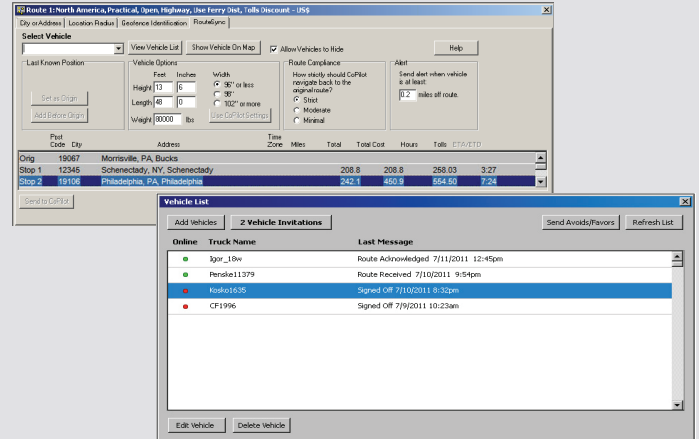 Route 1: North America, Practical, Open, Highway, Use Ferry Dist, Tolls Discount - US$
City or Address Location Radius Geofence Identification RouteSync
Select Vehicle
View Vehicle List Show Vehicle On Map Allow Vehicles to Hide Help
Last Known Position Vehicle Options Route Compliance Alert
Feet Inches Width How strictly should CoPilot Send alert when vehicle
navigate back to the is at least:
Height 13 6 96" or less original route? 0.2 miles off route.
Set as Origin 98" Strict
Length 48 0 102" or more Moderate
Add Before Origin Weight 80000 lbs Use CoPilot Settings Minimal
Post Time
Code City Address Zone Miles Total Total Cost Hours Tolls ETA/ETD
Orig 19067 Morrisville, PA, Bucks
Stop 1 12345 Schenectady, NY, Schenectady 208.8 208.8 258.03 3:27
Stop 2 19106 Philadelphia, PA, Philadelphia 242.1 450.9 554.50 7:24
Send to CoPilot
Vehicle List
Add Vehicles 2 Vehicle Invitations Send Avoids/Favors Refresh List
Online Truck Name Last Message
Igor_18w Route Acknowledged 7/11/2011 12:45pm
Penske11379 Route Received 7/10/2011 9:54pm
Kosko1635 Signed Off 7/10/2011 8:32pm
CF1996 Signed Off 7/9/2011 10:23am
Edit Vehicle Delete Vehicle